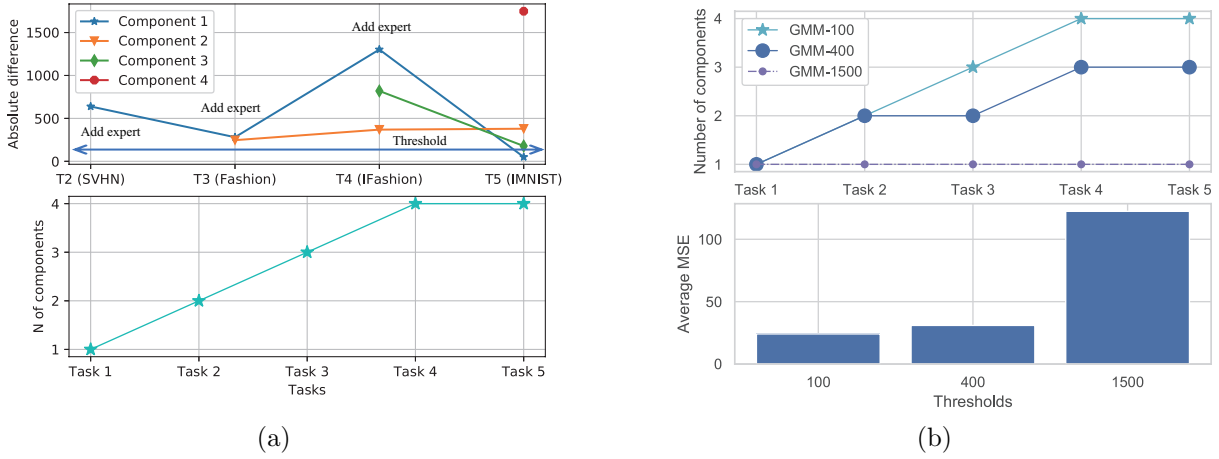 Absolute difference
1500
1000
500
0
Component 1
Component 2
Component 3
Component 4
Add expert
Add expert
Add expert
Threshold
T2 (SVHN)
T3 (Fashion)
T4 (IFashion)
T5 (IMNIST)
N of components
4
3
2
1
Task 1
Task 2
Task 3
Task 4
Task 5
Tasks
(a)
Number of components
4
3
2
1
GMM-100
GMM-400
GMM-1500
Task 1
Task 2
Task 3
Task 4
Task 5
Average MSE
100
50
0
100
400
1500
Thresholds
(b)